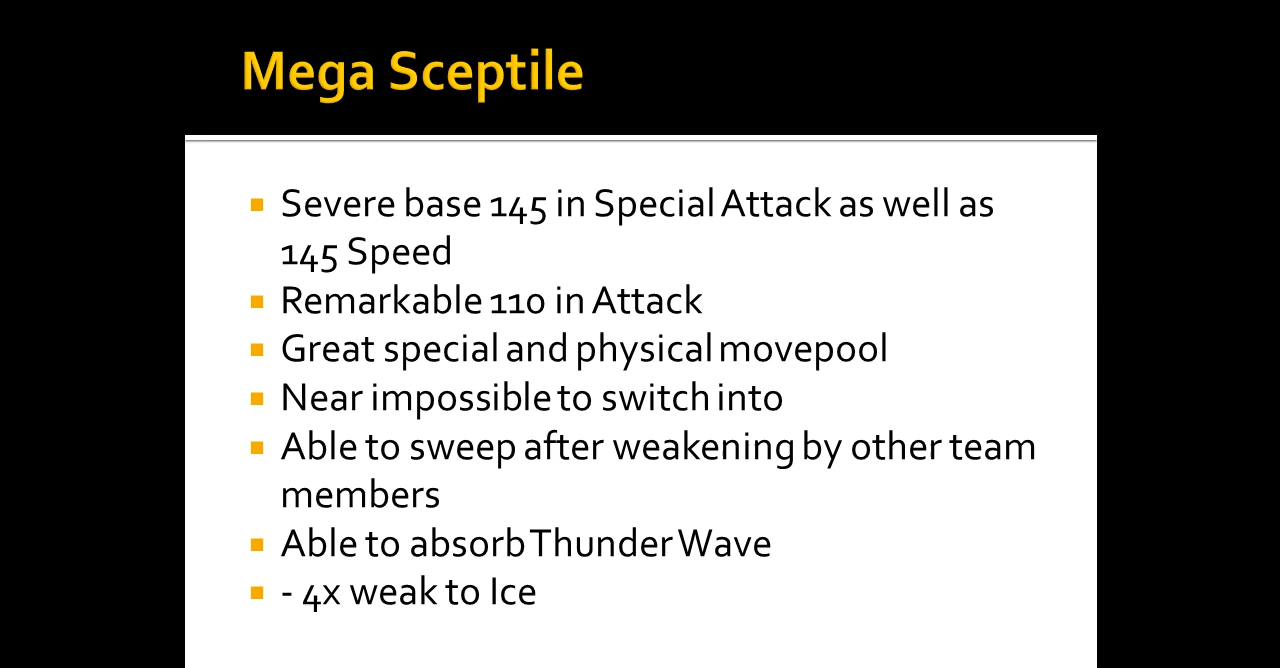 Mega Sceptile
Severe base 145 in Special Attack as well as
145 Speed
Remarkable 110 in Attack
Great special and physical movepool
Near impossible to switch into
Able to sweep after weakening by other team
members
Able to absorb Thunder Wave
- 4x weak to Ice